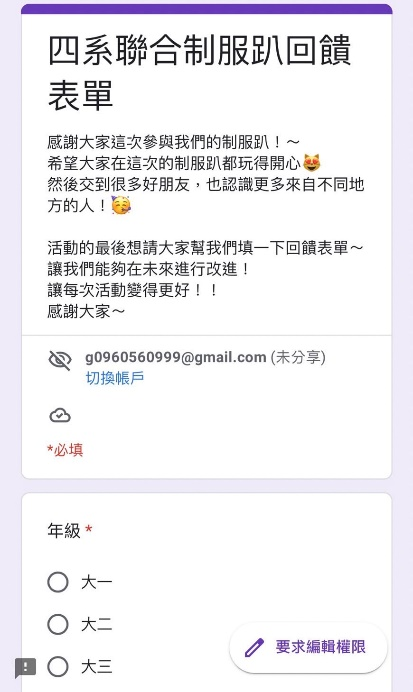 四系聯合制服趴回饋
表單
感謝大家這次參與我們的制服趴！～
希望大家在這次的制服趴都玩得開心😻
然後交到很多好朋友，也認識更多來自不同地
方的人！🥳
活動的最後想請大家幫我們填一下回饋表單～
讓我們能夠在未來進行改進！
讓每次活動變得更好！！
感謝大家～
g0960560999@gmail.com (未分享)
切換帳戶
*必填
年級 *
大一
大二
大三
要求編輯權限